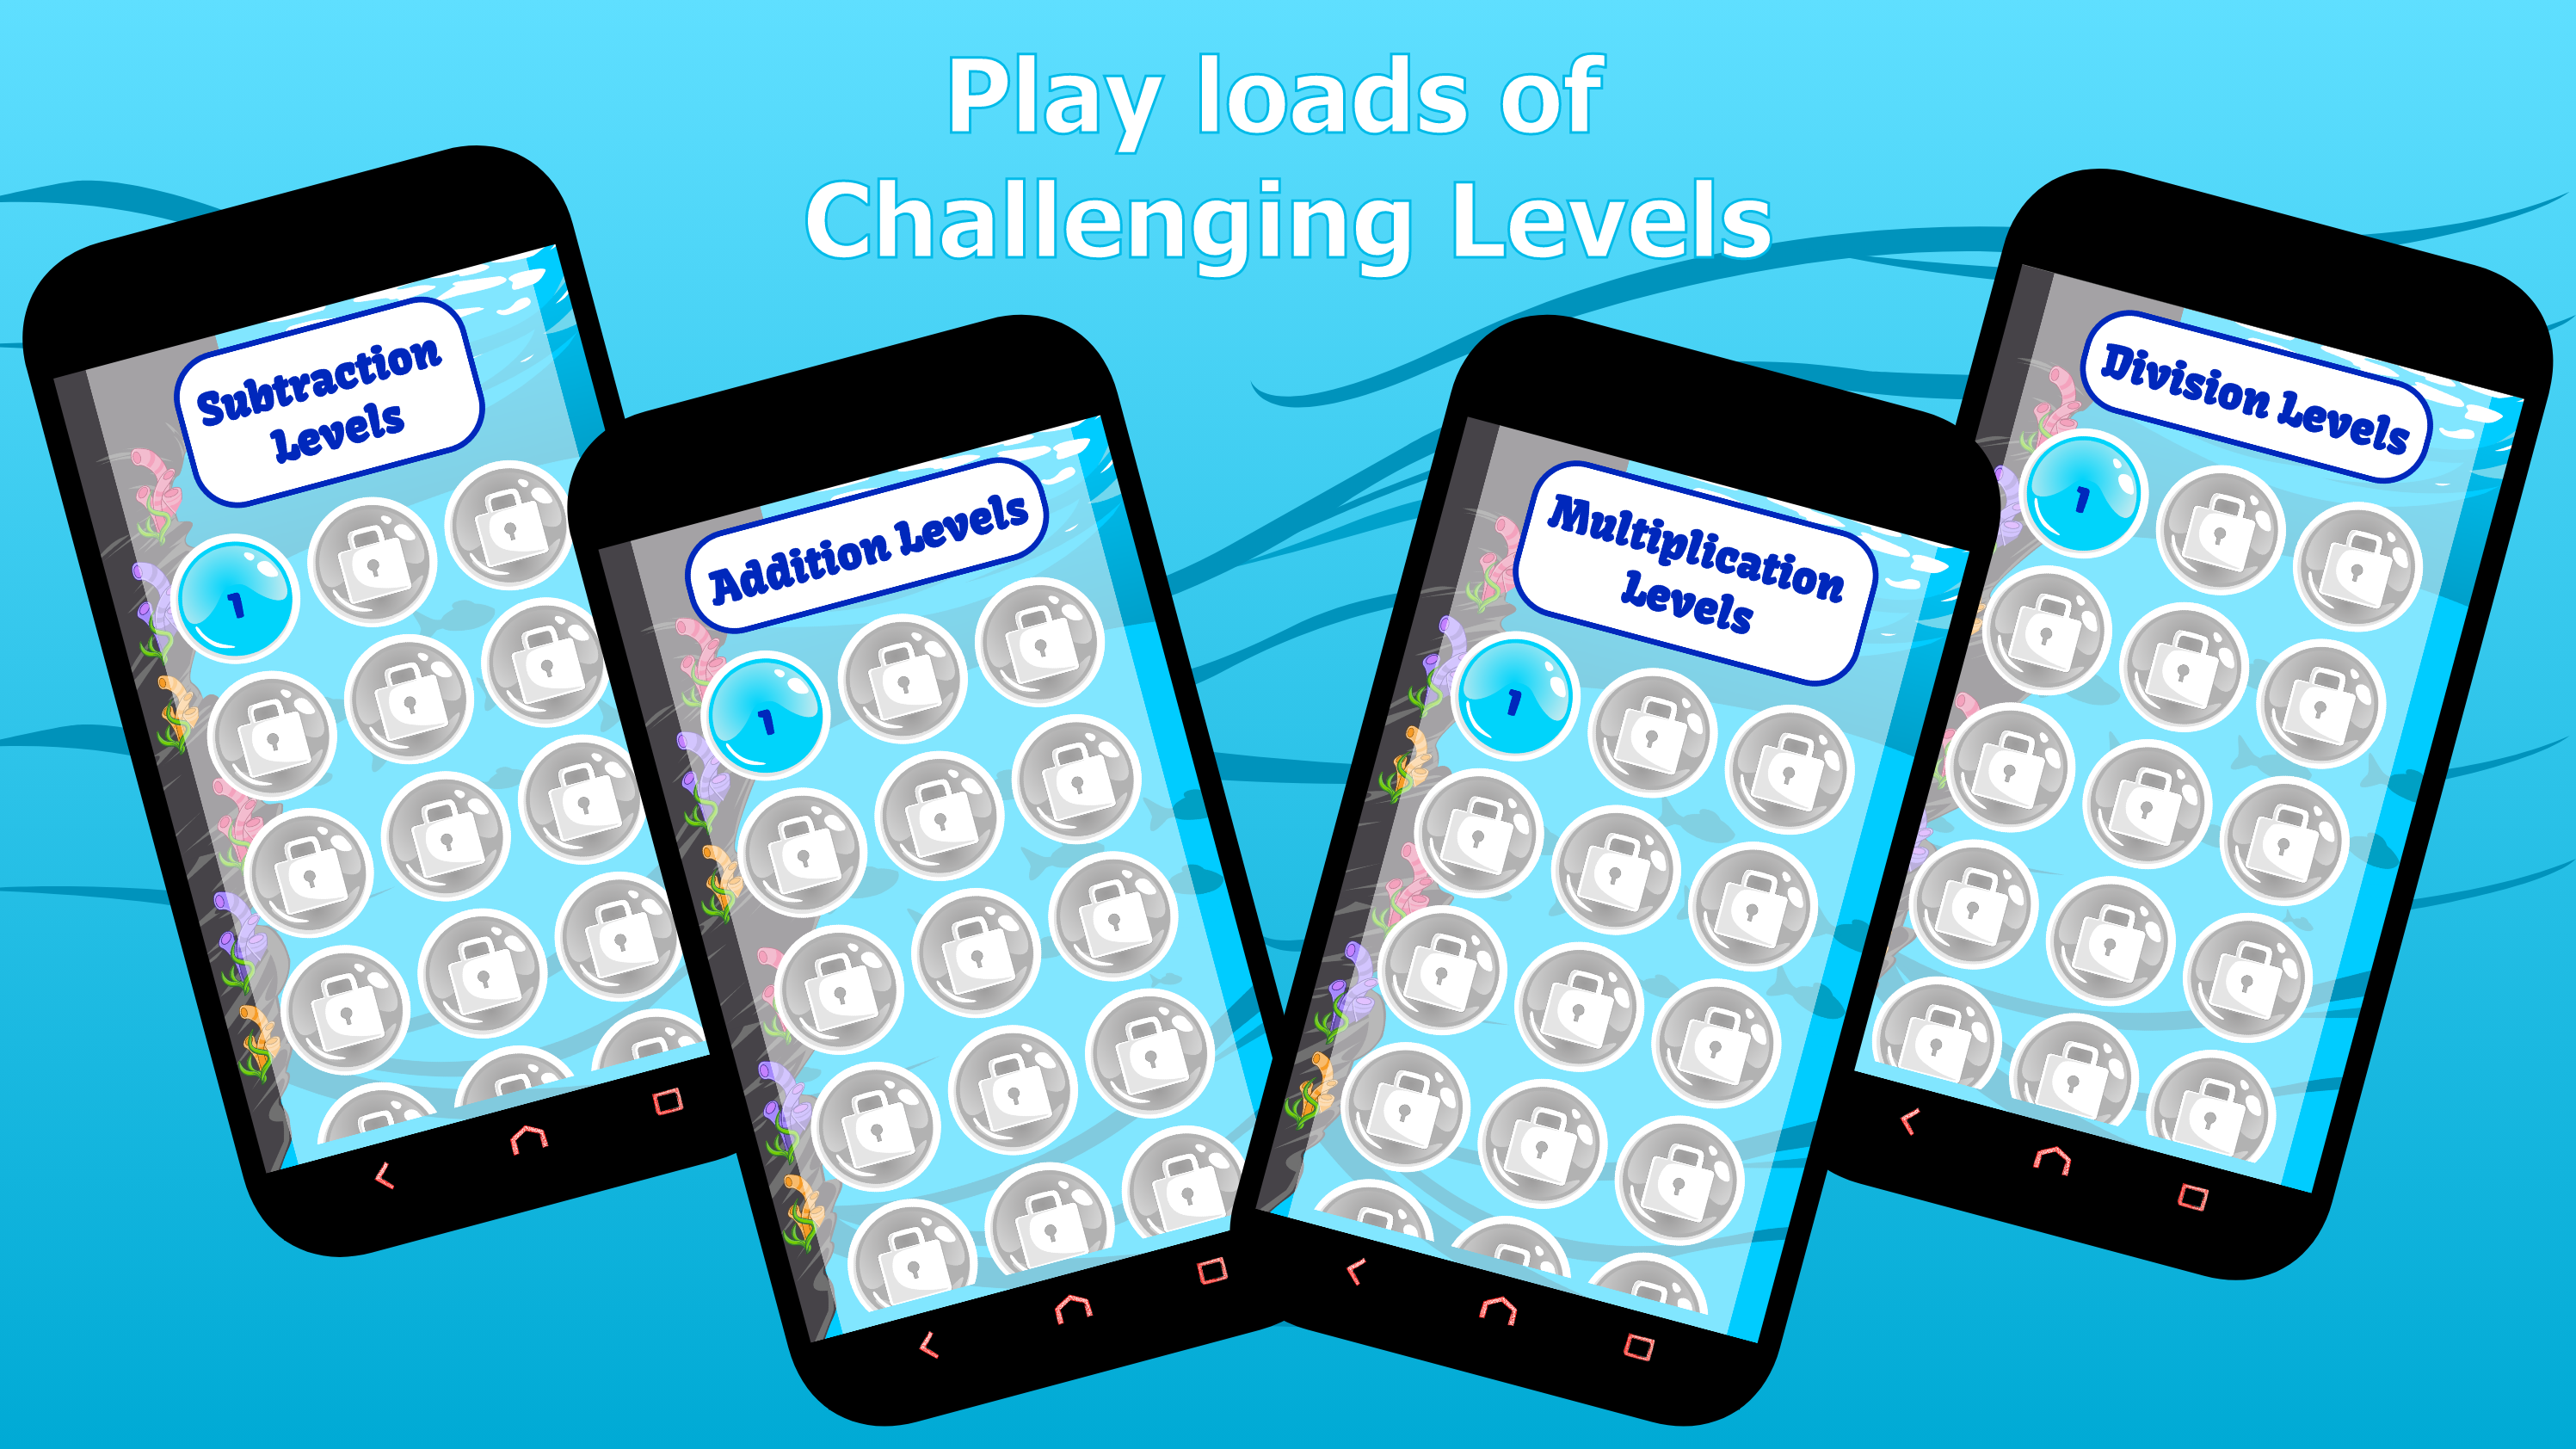 Play loads of
Challenging Levels
Subtraction
Levels
1
Addition Levels
1
Multiplication
Levels
1
Division Levels
1